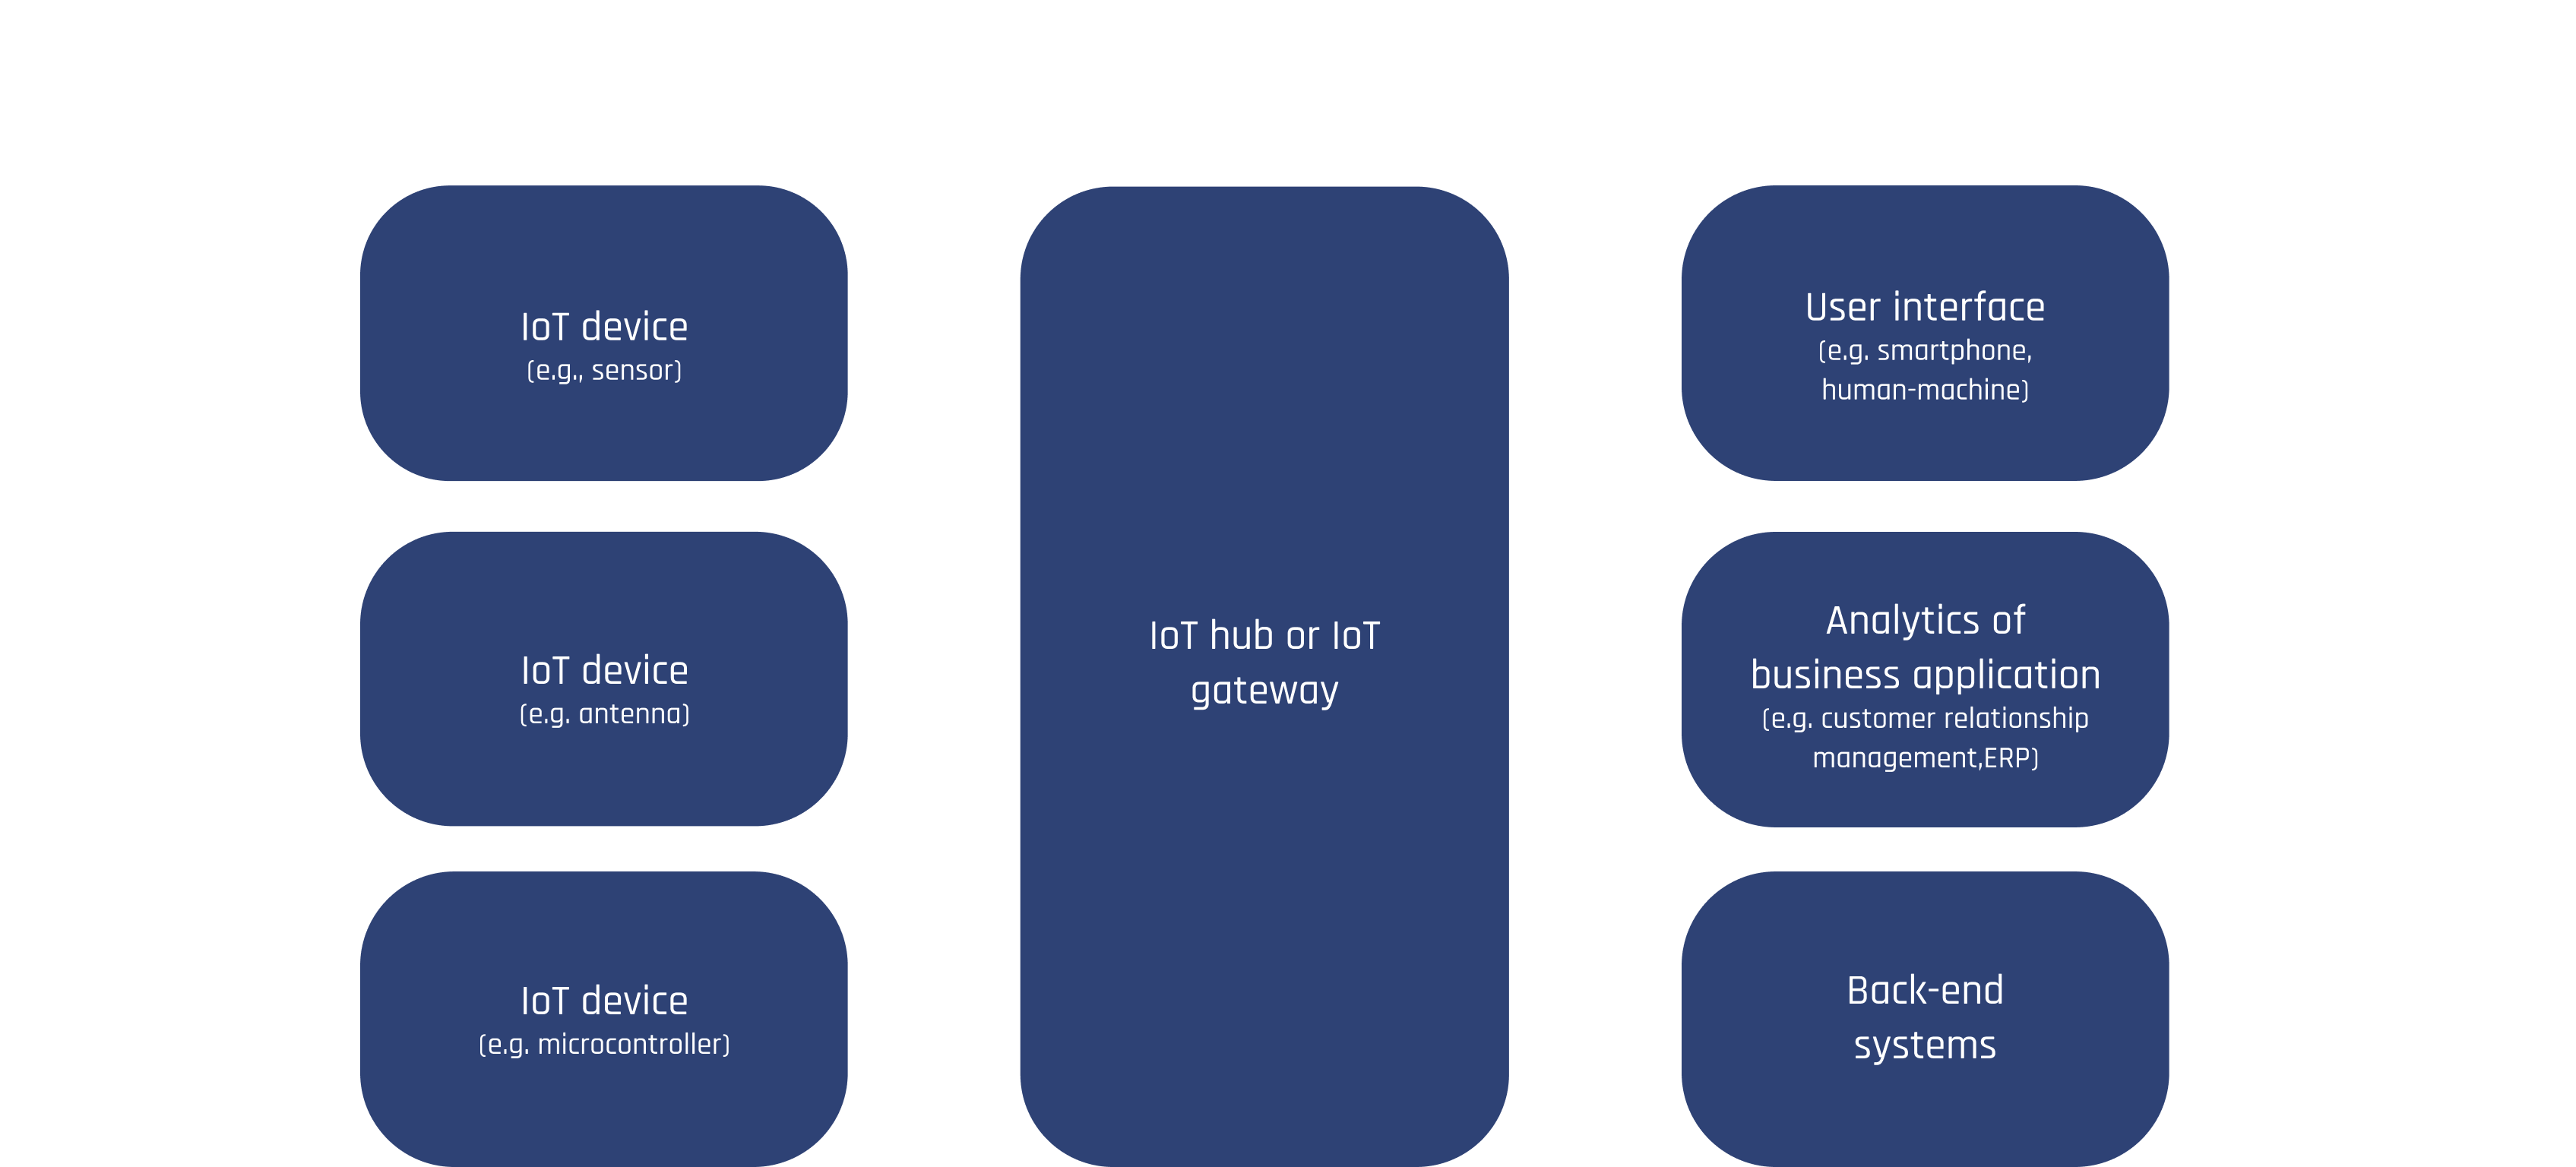 IoT device
(e.g., sensor)
IoT device
(e.g. antenna)
IoT device
(e.g. microcontroller)
IoT hub or IoT
gateway
User interface
(e.g. smartphone,
human-machine)
Analytics of
business application
(e.g. customer relationship
management,ERP)
Back-end
systems